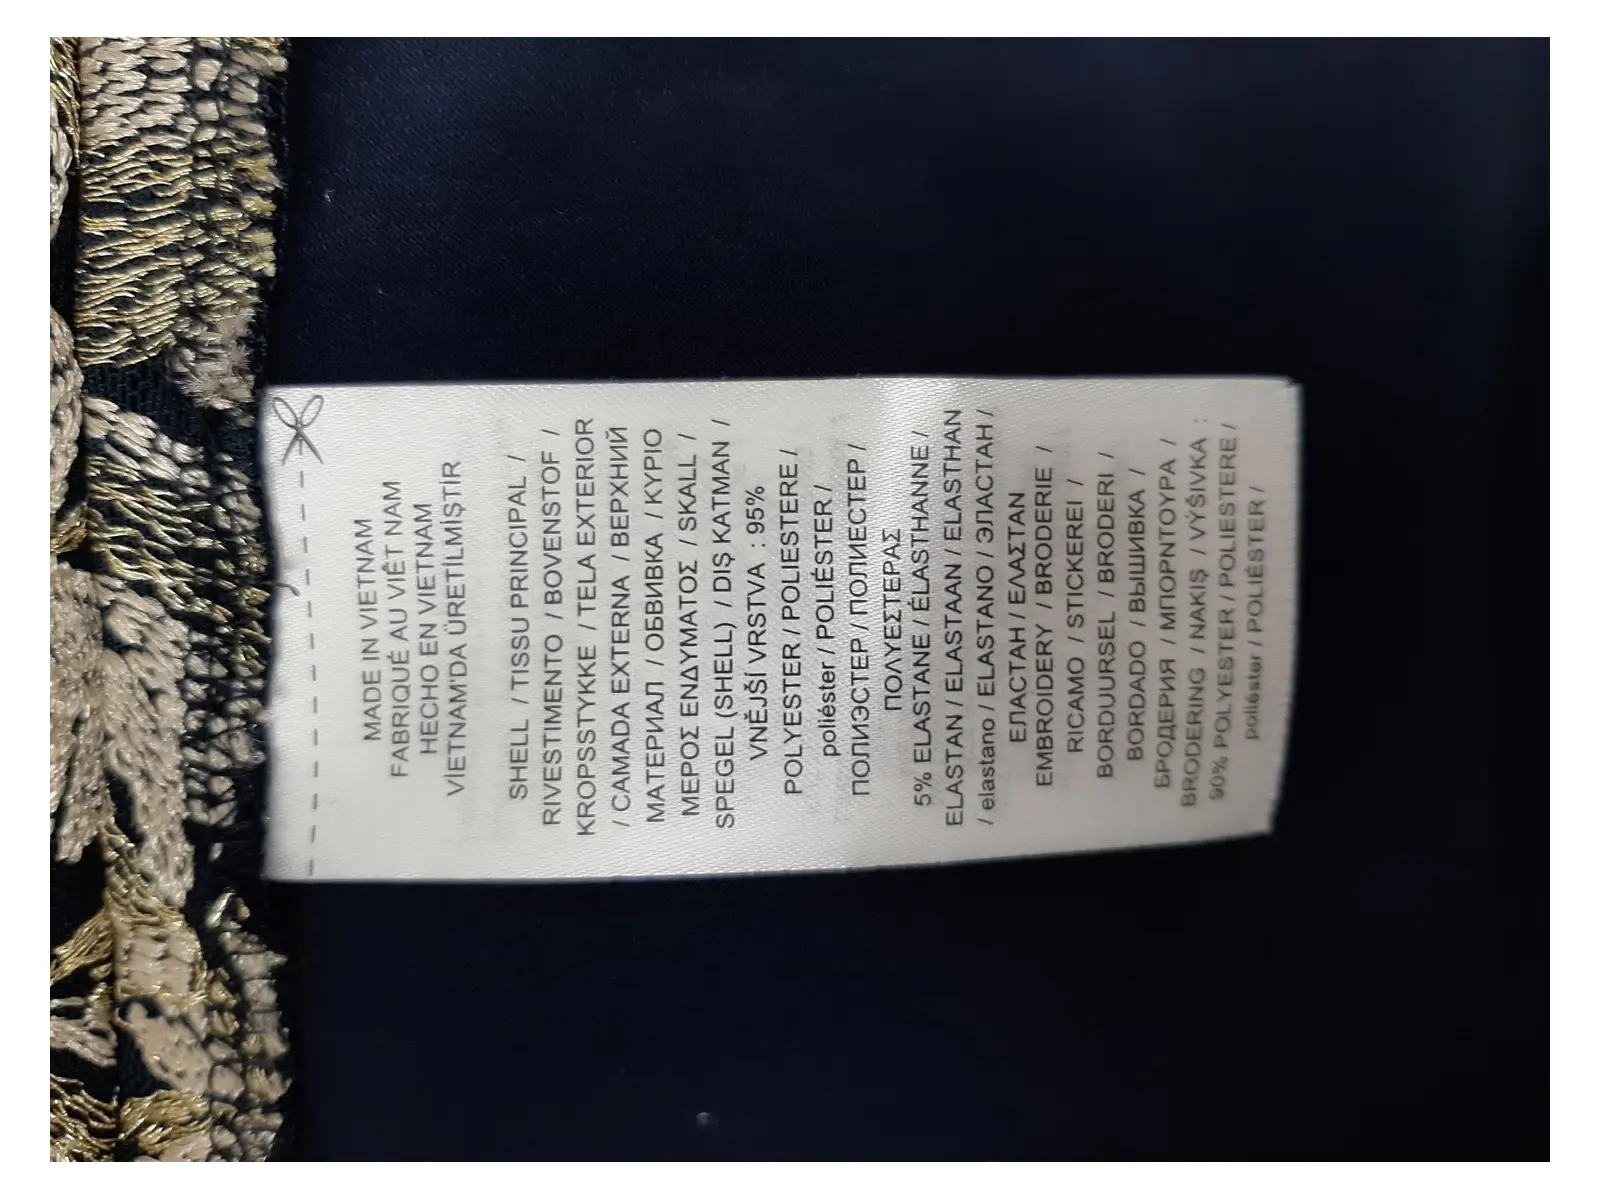 MADE IN VIETNAM
FABRIQUÉ AU VIÊT NAM
HECHO EN VIETNAM
VİETNAM'DA ÜRETİLMİŞTİR
SHELL / TISSU PRINCIPAL /
RIVESTIMENTO / BOVENSTOF /
KROPSSTYKKE / TELA EXTERIOR
/ CAMADA EXTERNA / ВЕРХНИЙ
МАТЕРИАЛ / ОБВИВКА / ΚΥΡΙΟ
ΜΕΡΟΣ ΕΝΔΥΜΑΤΟΣ / SKALL /
SPEGEL (SHELL) / DIŞ KATMAN /
VNĚJŠÍ VRSTVA : 95%
POLYESTER / POLIESTERE /
poliéster / POLIÉSTER /
ПОЛИЭСТЕР / ПОЛИЕСТЕР /
ΠΟΛΥΕΣΤΕΡΑΣ
5% ELASTANE / ÉLASTHANNE /
ELASTAN / ELASTAAN / ELASTHAN
/ elastano / ELASTANO / ЭЛАСТАН /
ЕЛАСТАН / ΕΛΑΣΤΑΝ
EMBROIDERY / BRODERIE /
RICAMO / STICKEREI /
BORDUURSEL / BRODERI /
BORDADO / ВЫШИВКА /
БРОДЕРИЯ / ΜΠΟΡΝΤΟΥΡΑ /
BRODERING / NAKIŞ / VÝŠIVKA :
90% POLYESTER / POLIESTERE /
poliéster / POLIÉSTER /